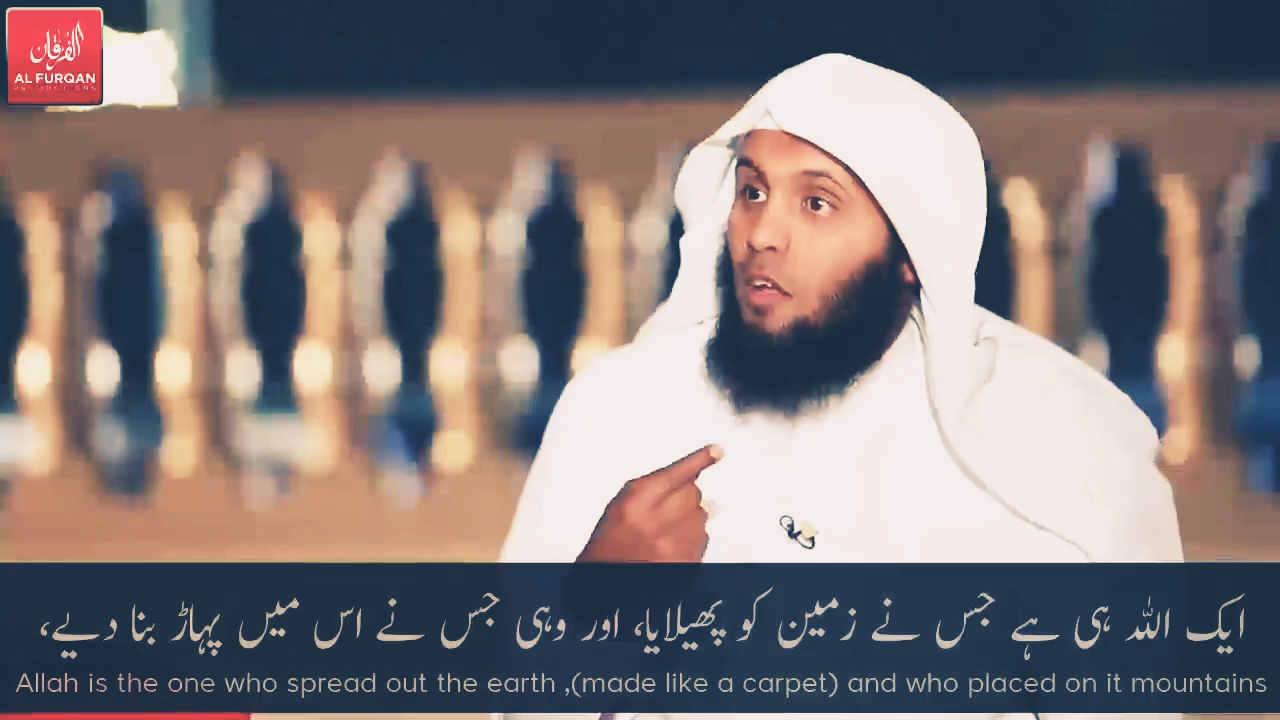 الفرقان
AL FURQAN
PRODUCTIONS
ایک اللہ ہی ہے جس نے زمین کو پھیلایا، اور وہی جس نے اس میں پہاڑ بنا دیے،
Allah is the one who spread out the earth ,(made like a carpet) and who placed on it mountains